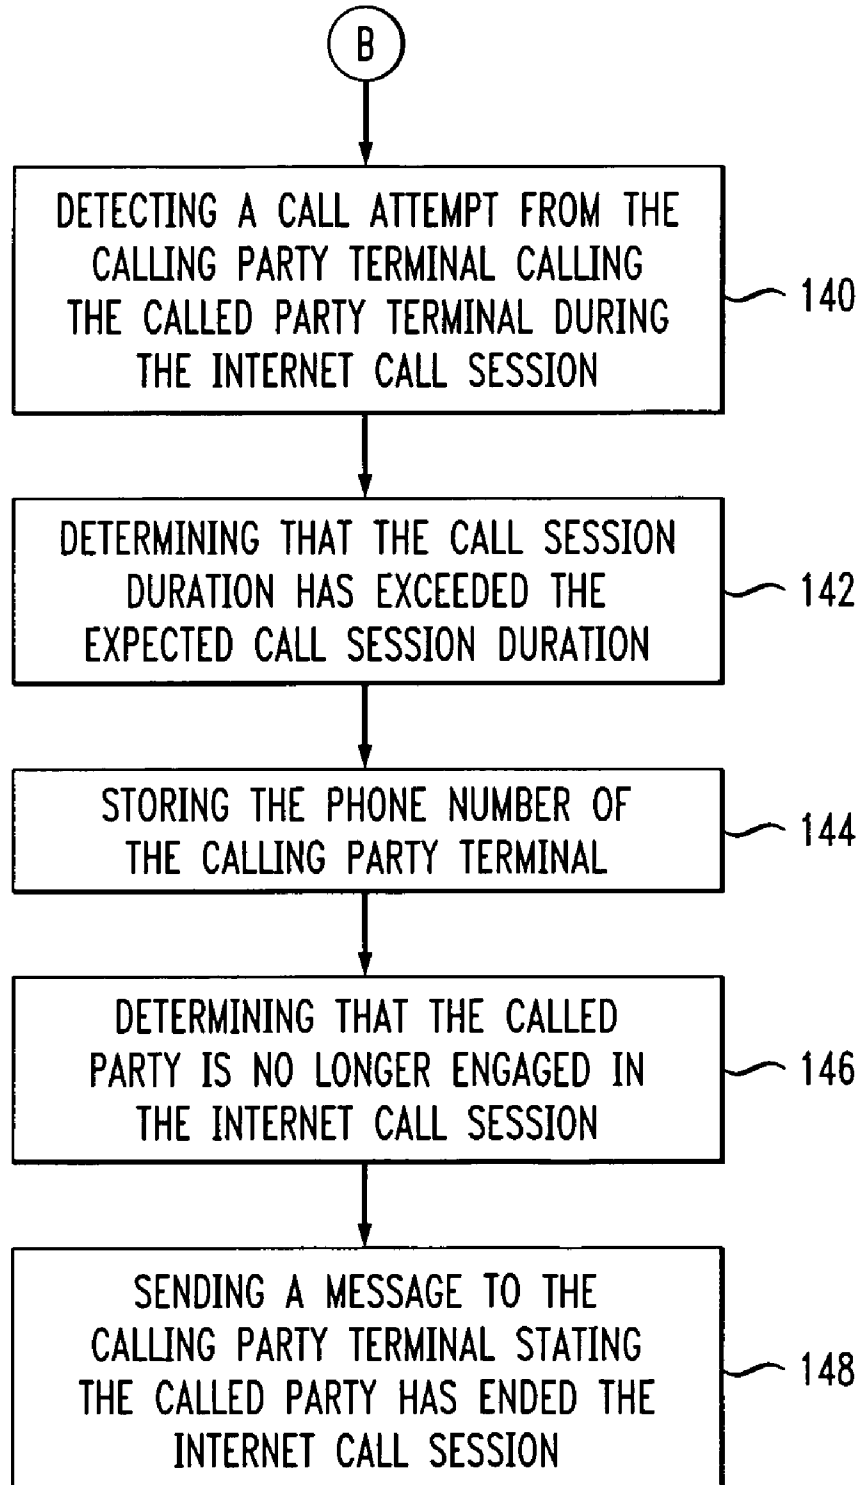 B
DETECTING A CALL ATTEMPT FROM THE
CALLING PARTY TERMINAL CALLING
THE CALLED PARTY TERMINAL DURING
THE INTERNET CALL SESSION
140
DETERMINING THAT THE CALL SESSION
DURATION HAS EXCEEDED THE
EXPECTED CALL SESSION DURATION
142
STORING THE PHONE NUMBER OF
THE CALLING PARTY TERMINAL
144
DETERMINING THAT THE CALLED
PARTY IS NO LONGER ENGAGED IN
THE INTERNET CALL SESSION
146
SENDING A MESSAGE TO THE
CALLING PARTY TERMINAL STATING
THE CALLED PARTY HAS ENDED THE
INTERNET CALL SESSION
148